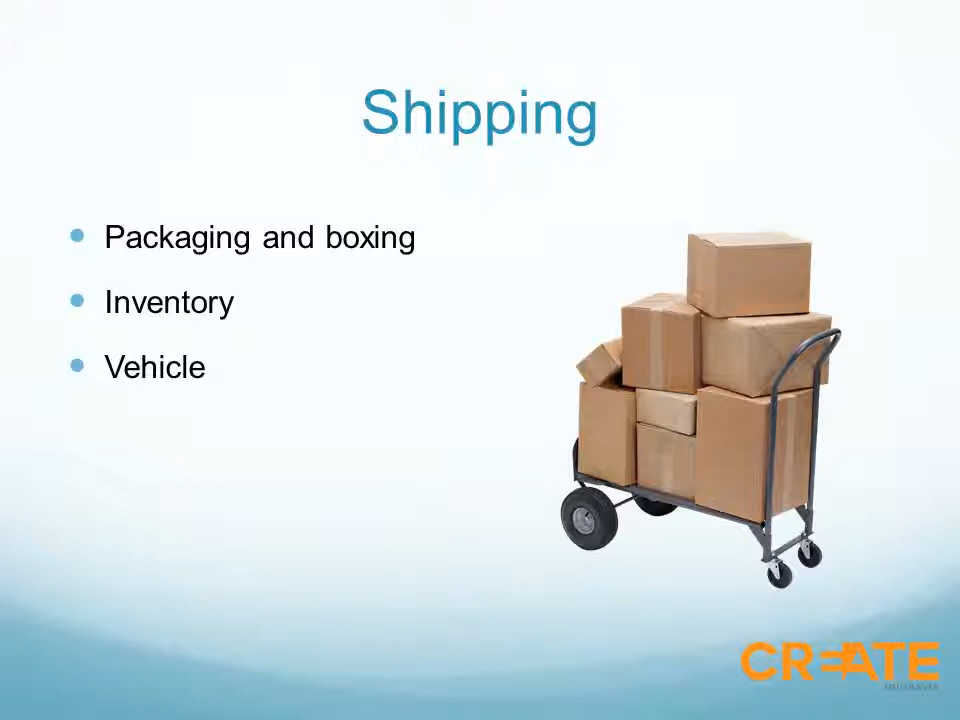 Shipping
Packaging and boxing
Inventory
Vehicle
CREATE